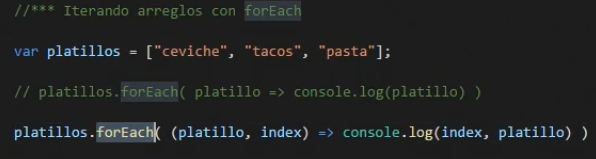 //*** Iterando arreglos con forEach
var platillos = ["ceviche", "tacos", "pasta"];
// platillos.forEach( platillo => console.log(platillo) )
platillos.forEach( (platillo, index) => console.log(index, platillo) )